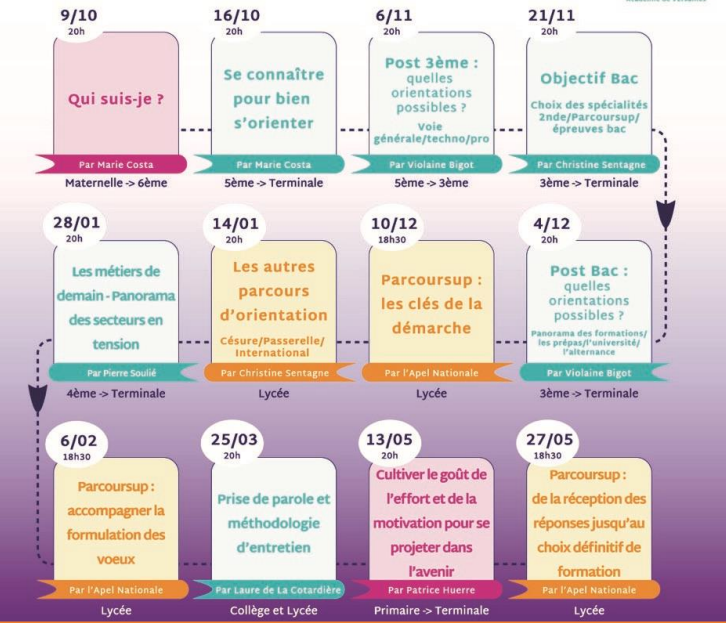 9/10
20h
Qui suis-je ?
Par Marie Costa
Maternelle -> 6ème
16/10
20h
Se connaître
pour bien
s'orienter
Par Marie Costa
5ème -> Terminale
6/11
20h
Post 3ème :
quelles
orientations
possibles ?
Voie
générale/techno/pro
Par Violaine Bigot
5ème -> 3ème
21/11
20h
Objectif Bac
Choix des spécialités
2nde/Parcoursup/
épreuves bac
Par Christine Sentagne
3ème -> Terminale
28/01
20h
Les métiers de
demain - Panorama
des secteurs en
tension
Par Pierre Soulié
4ème -> Terminale
14/01
20h
Les autres
parcours
d'orientation
Césure/Passerelle/
International
Par Christine Sentagne
Lycée
10/12
18h30
Parcoursup :
les clés de la
démarche
Par l'Apel Nationale
Lycée
4/12
20h
Post Bac :
quelles
orientations
possibles ?
Panorama des formations/
les prépas/l'université/
l'alternance
Par Violaine Bigot
3ème -> Terminale
6/02
18h30
Parcoursup :
accompagner la
formulation des
voeux
Par l'Apel Nationale
Lycée
25/03
20h
Prise de parole et
méthodologie
d'entretien
Par Laure de La Cotardière
Collège et Lycée
13/05
20h
Cultiver le goût de
l'effort et de la
motivation pour se
projeter dans
l'avenir
Par Patrice Huerre
Primaire -> Terminale
27/05
18h30
Parcoursup :
de la réception des
réponses jusqu'au
choix définitif de
formation
Par l'Apel Nationale
Lycée